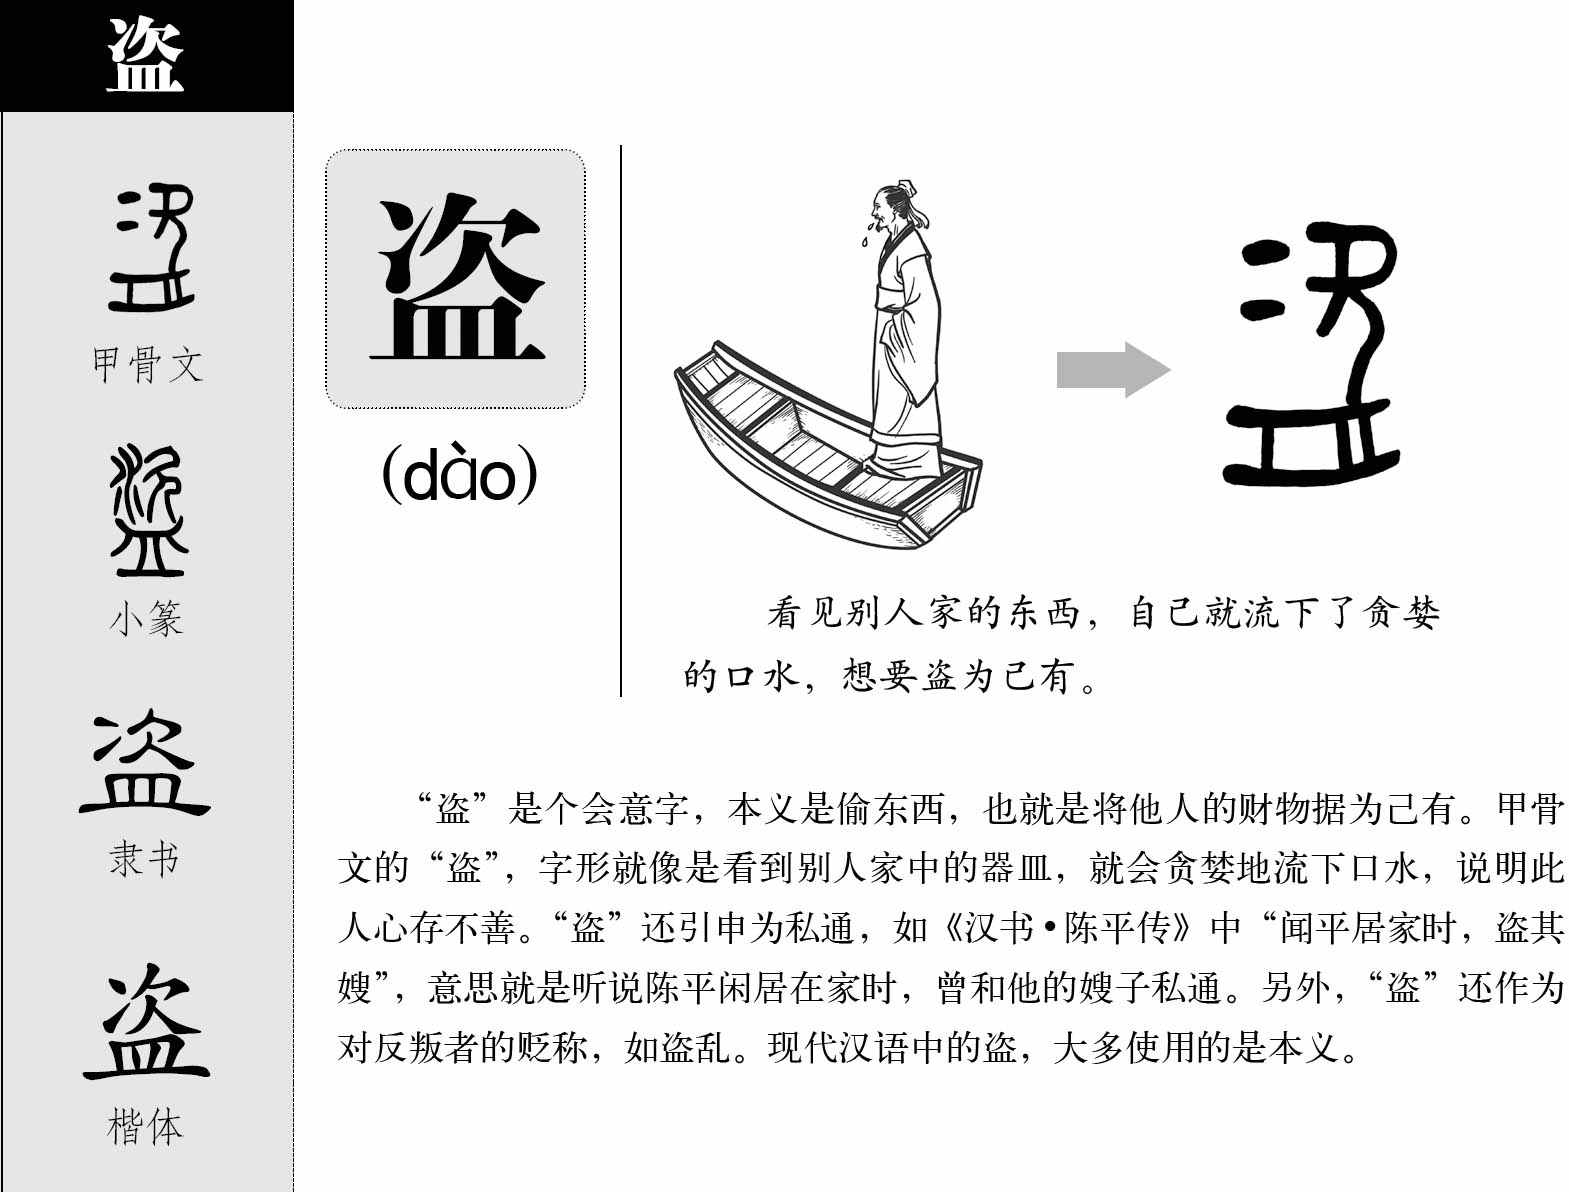 盗
甲骨文
小篆
隶书
楷体
盗
(dào)
看见别人家的东西，自己就流下了贪婪
的口水，想要盗为己有。
“盗”是个会意字，本义是偷东西，也就是将他人的财物据为己有。甲骨
文的“盗”，字形就像是看到别人家中的器皿，就会贪婪地流下口水，说明此
人心存不善。“盗”还引申为私通，如《汉书•陈平传》中“闻平居家时，盗其
嫂”，意思就是听说陈平闲居在家时，曾和他的嫂子私通。另外，“盗”还作为
对反叛者的贬称，如盗乱。现代汉语中的盗，大多使用的是本义。